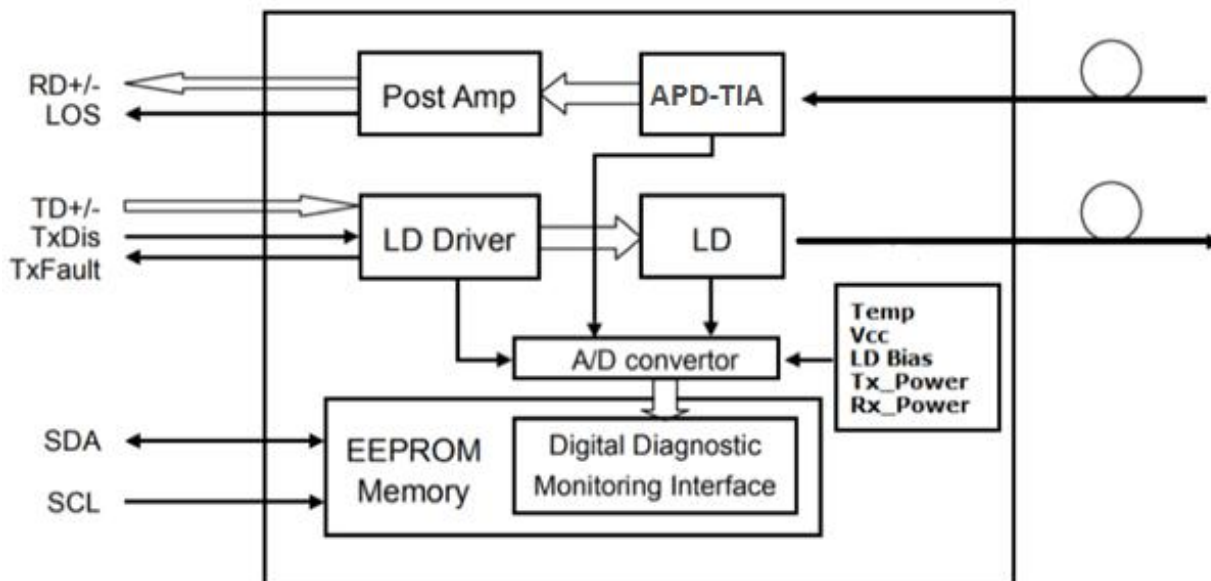 RD+/-
LOS
Post Amp
APD-TIA
TD+/-
TxDis
TxFault
LD Driver
LD
Temp
Vcc
LD Bias
Tx_Power
Rx_Power
A/D convertor
SDA
SCL
EEPROM
Memory
Digital Diagnostic
Monitoring Interface